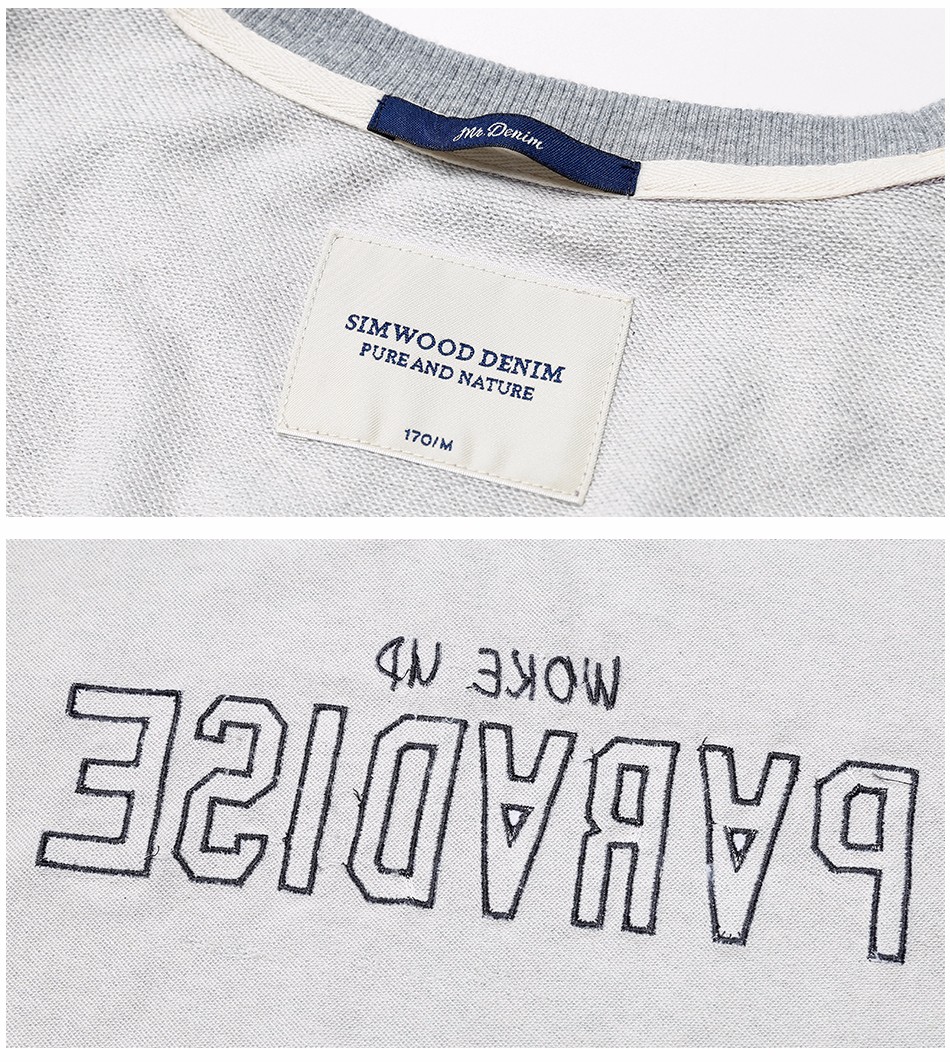 Mr. Denim
SIMWOOD DENIM
PURE AND NATURE
170/M
WOKE UP
PARADISE